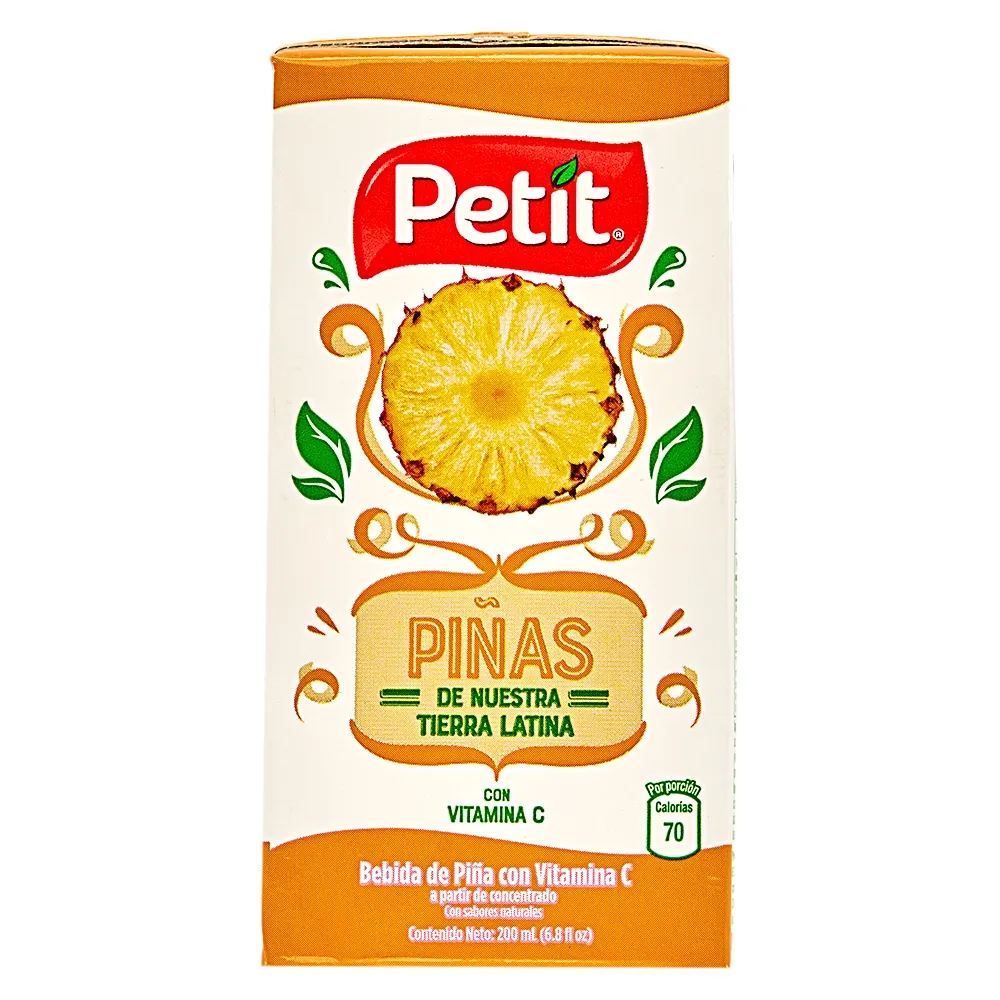 Petit®
PIÑAS
DE NUESTRA
TIERRA LATINA
CON
VITAMINA C
Por porción
Calorías
70
Bebida de Piña con Vitamina C
a partir de concentrado
Con sabores naturales
Contenido Neto: 200 mL (6.8 fl oz)